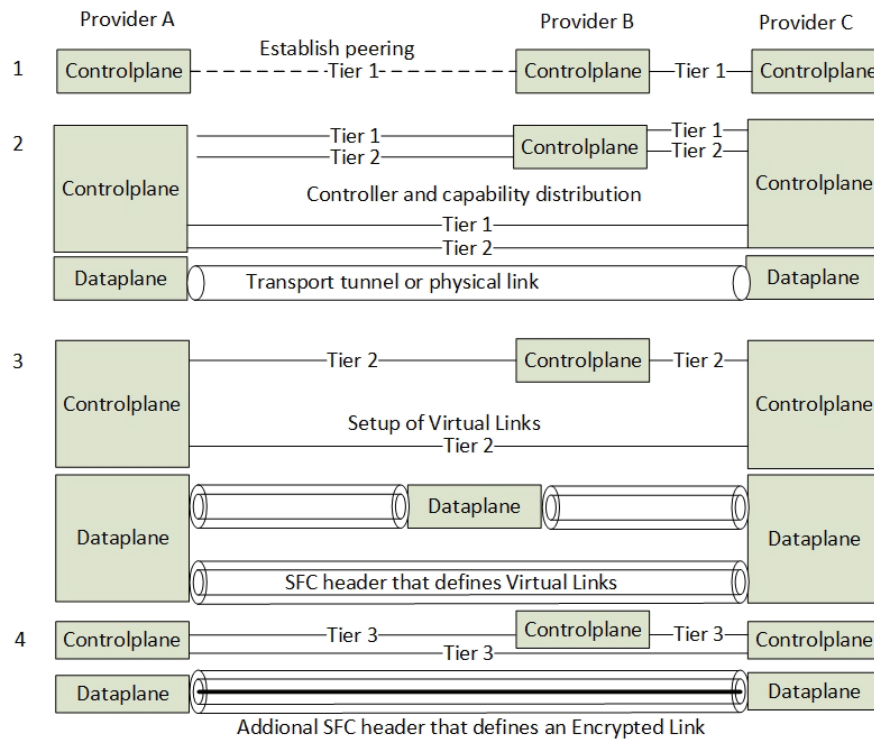 Provider A
Provider B
Provider C
Establish peering
1
Controlplane
Tier 1
Controlplane
Tier 1
Controlplane
2
Controlplane
Tier 1
Tier 2
Controlplane
Tier 1
Tier 2
Controlplane
Controller and capability distribution
Tier 1
Tier 2
Dataplane
Transport tunnel or physical link
Dataplane
3
Controlplane
Tier 2
Controlplane
Tier 2
Controlplane
Setup of Virtual Links
Tier 2
Dataplane
Dataplane
Dataplane
SFC header that defines Virtual Links
4
Controlplane
Tier 3
Controlplane
Tier 3
Controlplane
Tier 3
Dataplane
Dataplane
Addional SFC header that defines an Encrypted Link